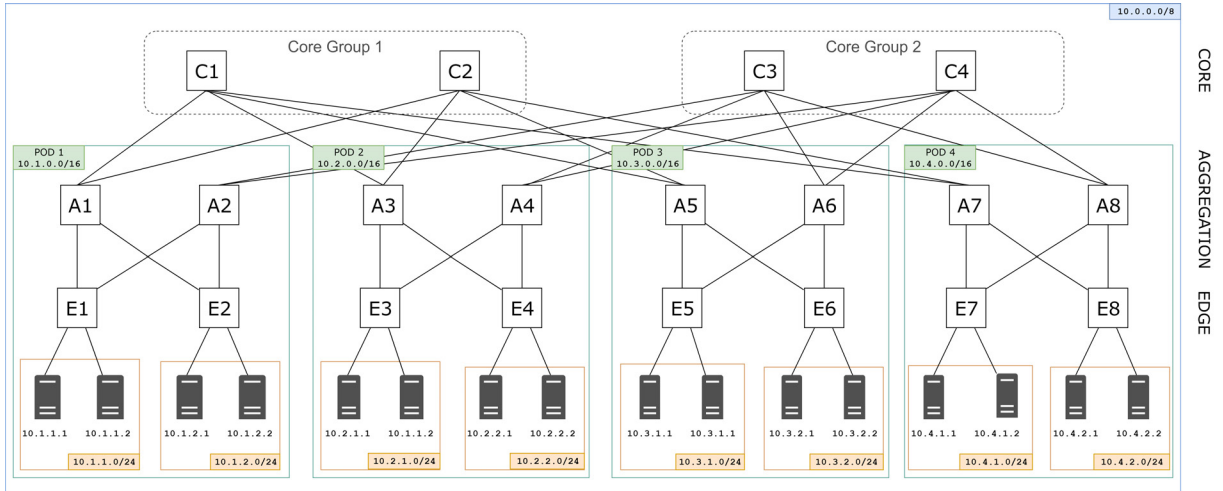 10.0.0.0/8
Core Group 1
Core Group 2
C1
C2
C3
C4
CORE
POD 1
10.1.0.0/16
POD 2
10.2.0.0/16
POD 3
10.3.0.0/16
POD 4
10.4.0.0/16
A1
A2
A3
A4
A5
A6
A7
A8
AGGREGATION
E1
E2
E3
E4
E5
E6
E7
E8
EDGE
10.1.1.1
10.1.1.2
10.1.2.1
10.1.2.2
10.2.1.1
10.1.1.2
10.2.2.1
10.2.2.2
10.3.1.1
10.3.1.1
10.3.2.1
10.3.2.2
10.4.1.1
10.4.1.2
10.4.2.1
10.4.2.2
10.1.1.0/24
10.1.2.0/24
10.2.1.0/24
10.2.2.0/24
10.3.1.0/24
10.3.2.0/24
10.4.1.0/24
10.4.2.0/24